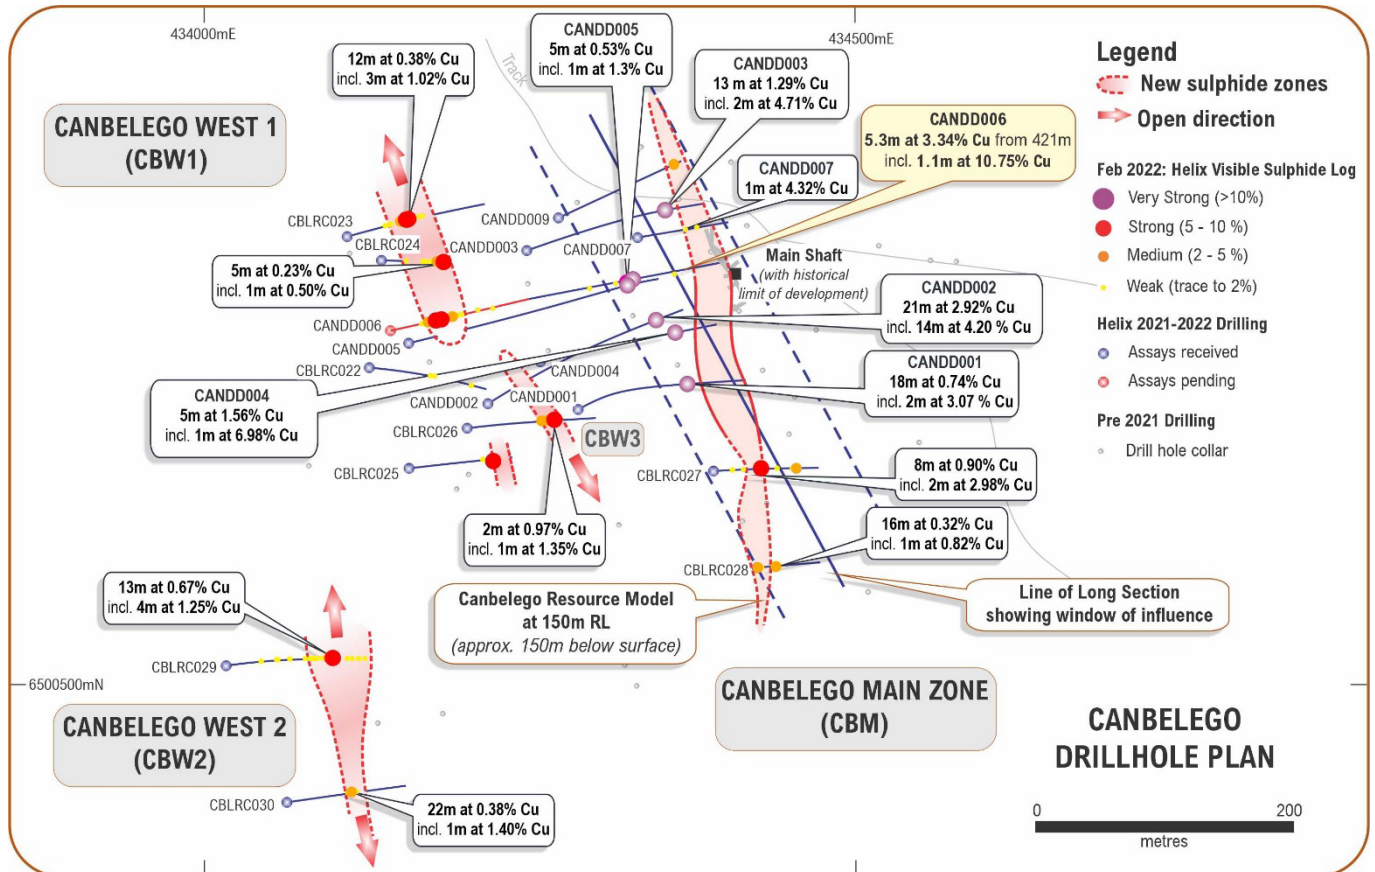 434000mE
434500mE
Track
12m at 0.38% Cu
incl. 3m at 1.02% Cu
CANDD005
5m at 0.53% Cu
incl. 1m at 1.3% Cu
CANDD003
13 m at 1.29% Cu
incl. 2m at 4.71% Cu
CANDD006
5.3m at 3.34% Cu from 421m
incl. 1.1m at 10.75% Cu
CANDD007
1m at 4.32% Cu
CANBELEGO WEST 1
(CBW1)
CBLRC023
CBLRC024
CANDD009
CANDD003
CANDD007
5m at 0.23% Cu
incl. 1m at 0.50% Cu
Main Shaft
(with historical
limit of development)
CANDD002
21m at 2.92% Cu
incl. 14m at 4.20 % Cu
CANDD006
CANDD005
CBLRC022
CANDD004
CANDD002
CANDD001
CANDD004
5m at 1.56% Cu
incl. 1m at 6.98% Cu
CANDD001
18m at 0.74% Cu
incl. 2m at 3.07 % Cu
CBLRC026
CBW3
CBLRC025
CBLRC027
8m at 0.90% Cu
incl. 2m at 2.98% Cu
2m at 0.97% Cu
incl. 1m at 1.35% Cu
16m at 0.32% Cu
incl. 1m at 0.82% Cu
CBLRC028
13m at 0.67% Cu
incl. 4m at 1.25% Cu
Canbelego Resource Model
at 150m RL
(approx. 150m below surface)
Line of Long Section
showing window of influence
CBLRC029
6500500mN
CANBELEGO WEST 2
(CBW2)
CANBELEGO MAIN ZONE
(CBM)
CBLRC030
22m at 0.38% Cu
incl. 1m at 1.40% Cu
Legend
New sulphide zones
Open direction
Feb 2022: Helix Visible Sulphide Log
Very Strong (>10%)
Strong (5 - 10 %)
Medium (2 - 5 %)
Weak (trace to 2%)
Helix 2021-2022 Drilling
Assays received
Assays pending
Pre 2021 Drilling
Drill hole collar
CANBELEGO
DRILLHOLE PLAN
0
200
metres